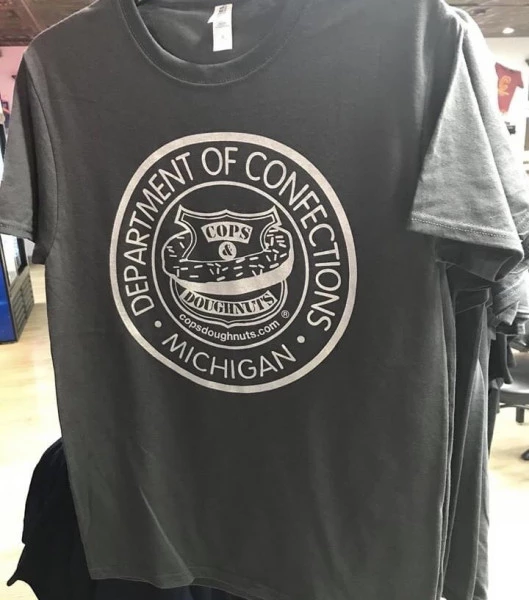 DEPARTMENT OF CONFECTIONS
COPS
&
DOUGHNUTS
copsdoughnuts.com®
• MICHIGAN •